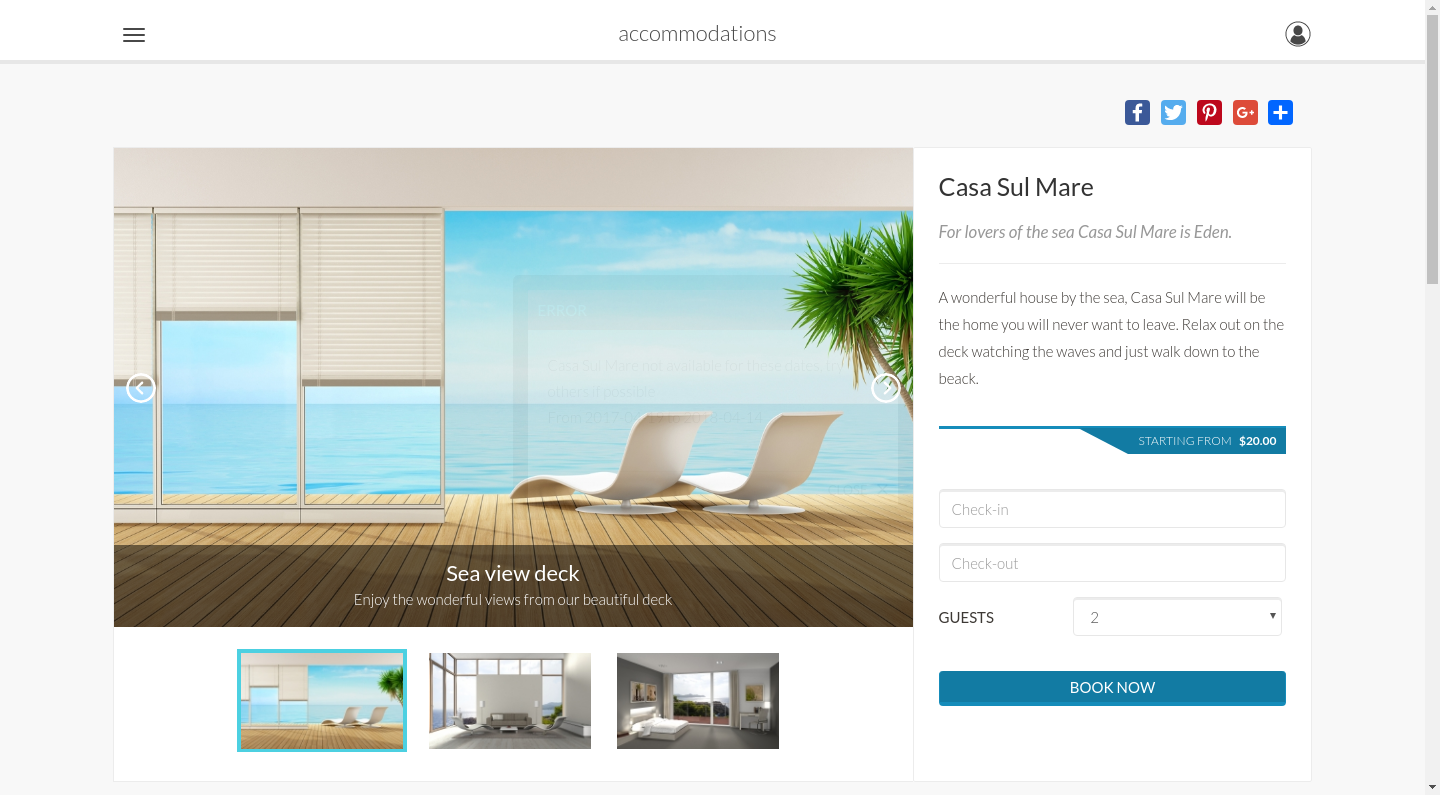 accommodations
Casa Sul Mare
For lovers of the sea Casa Sul Mare is Eden.
A wonderful house by the sea, Casa Sul Mare will be
the home you will never want to leave. Relax out on the
deck watching the waves and just walk down to the
beack.
STARTING FROM $20.00
Check-in
Check-out
GUESTS 2
BOOK NOW
ERROR
Casa Sul Mare not available for these dates. Try
others if possible
From 2017-0
04-14
Sea view deck
Enjoy the wonderful views from our beautiful deck